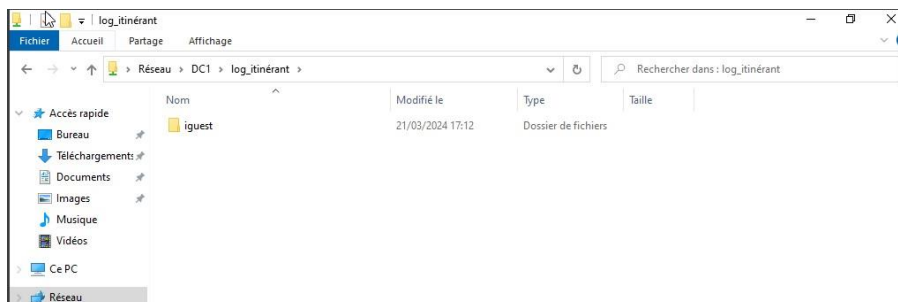 log_itinérant
Fichier Accueil Partage Affichage
Réseau > DC1 > log_itinérant > Rechercher dans : log_itinérant
Nom Modifié le Type Taille
Accès rapide
iguest 21/03/2024 17:12 Dossier de fichiers
Bureau
Téléchargements
Documents
Images
Musique
Vidéos
Ce PC
Réseau